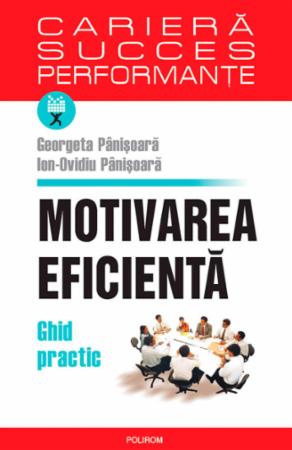 CARIERĂ
SUCCES
PERFORMANȚE
Georgeta Pânișoară
Ion-Ovidiu Pânișoară
MOTIVAREA
EFICIENTĂ
Ghid
practic
POLIROM